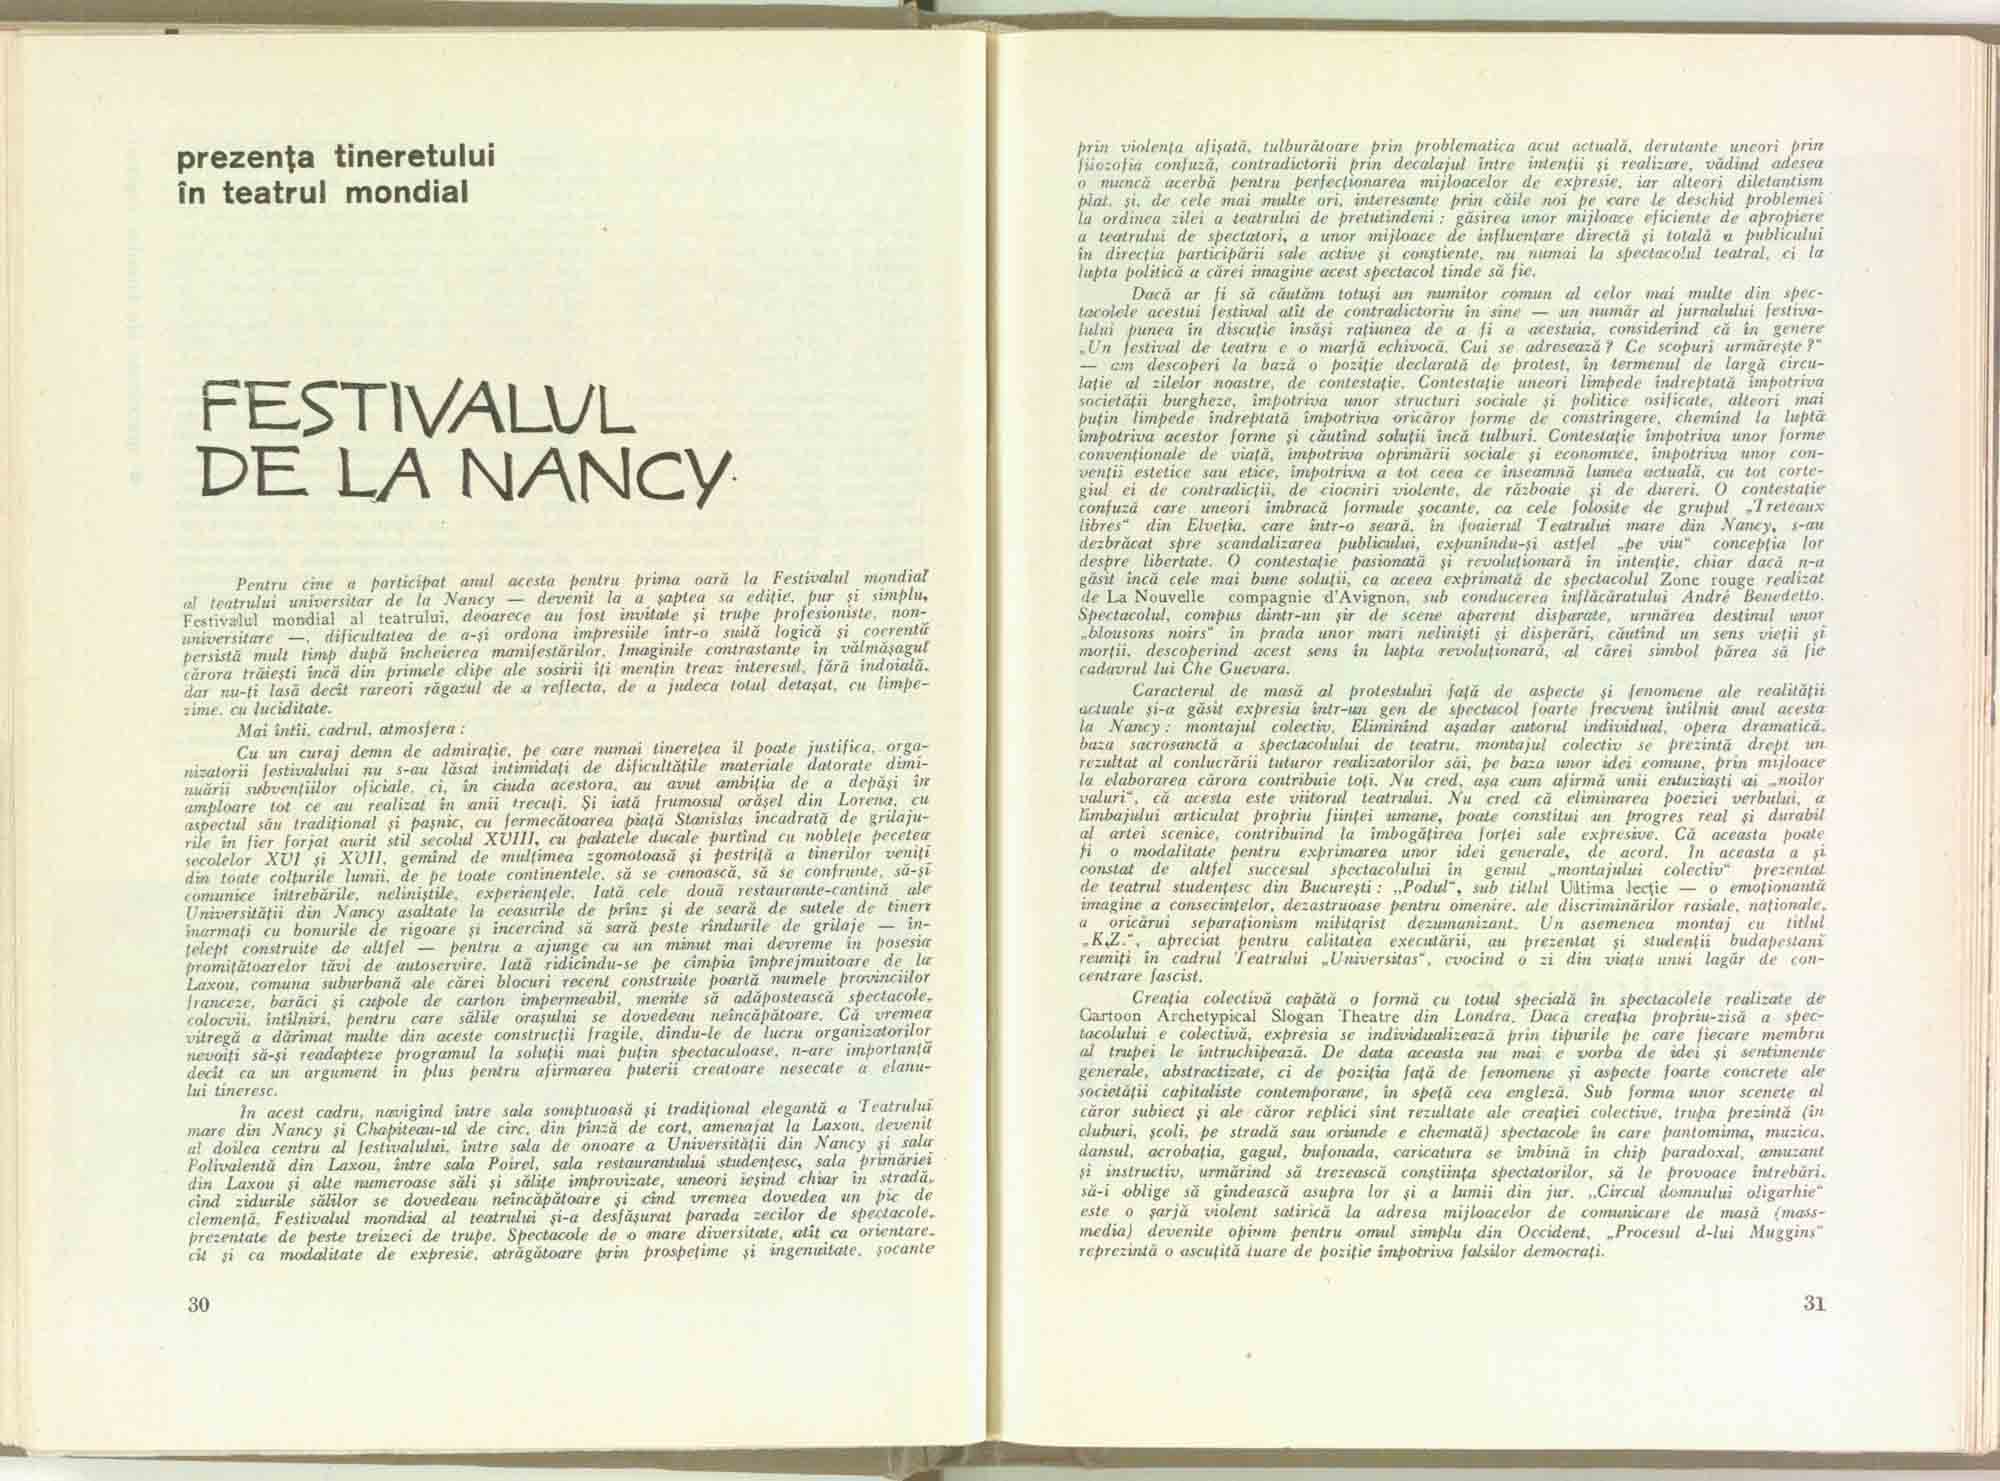 prezența tineretului
în teatrul mondial
FESTIVALUL
DE LA NANCY
Pentru cine a participat anul acesta pentru prima oară la Festivalul mondial
al teatrului universitar de la Nancy — devenit la a șaptea sa ediție, pur și simplu,
Festivalul mondial al teatrului, deoarece au fost invitate și trupe profesioniste, non-
universitare —, dificultatea de a-și ordona impresiile într-o suită logică și coerentă
persistă mult timp după încheierea manifestărilor. Imaginile contrastante în vălmășagul
cărora trăiești încă din primele clipe ale sosirii îți mențin treaz interesul, fără îndoială,
dar nu-ți lasă decît rareori răgazul de a reflecta, de a judeca totul detașat, cu limpe-
zime, cu luciditate.
Mai întîi, cadrul, atmosfera :
Cu un curaj demn de admirație, pe care numai tinerețea îl poate justifica, orga-
nizatorii festivalului nu s-au lăsat intimidați de dificultățile materiale datorate dimi-
nuării subvențiilor oficiale, ci, în ciuda acestora, au avut ambiția de a depăși în
amploare tot ce au realizat în anii trecuți. Și iată frumosul orășel din Lorena, cu
aspectul său tradițional și pașnic, cu fermecătoarea piață Stanislas încadrată de grilaju-
rile în fier forjat aurit stil secolul XVIII, cu palatele ducale purtînd cu noblețe pecetea
secolelor XVI și XVII, gemînd de mulțimea zgomotoasă și pestriță a tinerilor veniți
din toate colțurile lumii, de pe toate continentele, să se cunoască, să se confrunte, să-și
comunice întrebările, neliniștile, experiențele. Iată cele două restaurante-cantină ale
Universității din Nancy asaltate la ceasurile de prînz și de seară de sutele de tineri
înarmați cu bonurile de rigoare și încercînd să sară peste rîndurile de grilaje — în-
țelept construite de altfel — pentru a ajunge cu un minut mai devreme în posesia
promițătoarelor tăvi de autoservire. Iată ridicîndu-se pe cîmpia împrejmuitoare de la
Laxou, comuna suburbană ale cărei blocuri recent construite poartă numele provinciilor
franceze, barăci și cupole de carton impermeabil, menite să adăpostească spectacole,
colocvii, întîlniri, pentru care sălile orașului se dovedeau neîncăpătoare. Că vremea
vitregă a dărîmat multe din aceste construcții fragile, dîndu-le de lucru organizatorilor
nevoiți să-și readapteze programul la soluții mai puțin spectaculoase, n-are importanță
decît ca un argument în plus pentru afirmarea puterii creatoare nesecate a elanu-
lui tineresc.
In acest cadru, navigînd între sala somptuoasă și tradițional elegantă a Teatrului
mare din Nancy și Chapiteau-ul de circ, din pînză de cort, amenajat la Laxou, devenit
al doilea centru al festivalului, între sala de onoare a Universității din Nancy și sala
Polivalentă din Laxou, între sala Poirel, sala restaurantului studențesc, sala primăriei
din Laxou și alte numeroase săli și sălițe improvizate, uneori ieșind chiar în stradă,
cînd zidurile sălilor se dovedeau neîncăpătoare și cînd vremea dovedea un pic de
clemență, Festivalul mondial al teatrului și-a desfășurat parada zecilor de spectacole,
prezentate de peste treizeci de trupe. Spectacole de o mare diversitate, atît ca orientare,
cît și ca modalitate de expresie, atrăgătoare prin prospețime și ingenuitate, șocante
30
prin violența afișată, tulburătoare prin problematica acut actuală, derutante uneori prin
filozofia confuză, contradictorii prin decalajul între intenții și realizare, vădind adesea
o muncă acerbă pentru perfecționarea mijloacelor de expresie, iar alteori diletantism
plat, și, de cele mai multe ori, interesante prin căile noi pe care le deschid problemei
la ordinea zilei a teatrului de pretutindeni : găsirea unor mijloace eficiente de apropiere
a teatrului de spectatori, a unor mijloace de influențare directă și totală a publicului
în direcția participării sale active și conștiente, nu numai la spectacolul teatral, ci la
lupta politică a cărei imagine acest spectacol tinde să fie.
Dacă ar fi să căutăm totuși un numitor comun al celor mai multe din spec-
tacolele acestui festival atît de contradictoriu în sine — un număr al jurnalului festiva-
lului punea în discuție însăși rațiunea de a fi a acestuia, considerînd că în genere
„Un festival de teatru e o marfă echivocă. Cui se adresează ? Ce scopuri urmărește ?"
— am descoperi la bază o poziție declarată de protest, în termenul de largă circu-
lație al zilelor noastre, de contestație. Contestație uneori limpede îndreptată împotriva
societății burgheze, împotriva unor structuri sociale și politice osificate, alteori mai
puțin limpede îndreptată împotriva oricăror forme de constrîngere, chemînd la luptă
împotriva acestor forme și căutînd soluții încă tulburi. Contestație împotriva unor forme
convenționale de viață, împotriva oprimării sociale și economice, împotriva unor con-
venții estetice sau etice, împotriva a tot ceea ce înseamnă lumea actuală, cu tot corte-
giul ei de contradicții, de ciocniri violente, de războaie și de dureri. O contestație
confuză care uneori îmbracă formule șocante, ca cele folosite de grupul „Treteaux
libres" din Elveția, care într-o seară, în foaierul Teatrului mare din Nancy, s-au
dezbrăcat spre scandalizarea publicului, expunîndu-și astfel „pe viu" concepția lor
despre libertate. O contestație pasionată și revoluționară în intenție, chiar dacă n-a
găsit încă cele mai bune soluții, ca aceea exprimată de spectacolul Zone rouge realizat
de La Nouvelle compagnie d'Avignon, sub conducerea înflăcăratului André Benedetto.
Spectacolul, compus dintr-un șir de scene aparent disparate, urmărea destinul unor
„blousons noirs" în prada unor mari neliniști și disperări, căutînd un sens vieții și
morții, descoperind acest sens în lupta revoluționară, al cărei simbol părea să fie
cadavrul lui Che Guevara.
Caracterul de masă al protestului față de aspecte și fenomene ale realității
actuale și-a găsit expresia într-un gen de spectacol foarte frecvent întîlnit anul acesta
la Nancy : montajul colectiv. Eliminînd așadar autorul individual, opera dramatică,
baza sacrosanctă a spectacolului de teatru, montajul colectiv se prezintă drept un
rezultat al conlucrării tuturor realizatorilor săi, pe baza unor idei comune, prin mijloace
la elaborarea cărora contribuie toți. Nu cred, așa cum afirmă unii entuziaști ai „noilor
valuri", că acesta este viitorul teatrului. Nu cred că eliminarea poeziei verbului, a
limbajului articulat propriu ființei umane, poate constitui un progres real și durabil
al artei scenice, contribuind la îmbogățirea forței sale expresive. Că aceasta poate
fi o modalitate pentru exprimarea unor idei generale, de acord. In aceasta a și
constat de altfel succesul spectacolului în genul „montajului colectiv" prezentat
de teatrul studențesc din București : „Podul", sub titlul Ultima lecție — o emoționantă
imagine a consecințelor, dezastruoase pentru omenire, ale discriminărilor rasiale, naționale,
a oricărui separaționism militarist dezumanizant. Un asemenea montaj cu titlul
„K.Z.", apreciat pentru calitatea executării, au prezentat și studenții budapestani
reuniți în cadrul Teatrului „Universitas", evocînd o zi din viața unui lagăr de con-
centrare fascist.
Creația colectivă capătă o formă cu totul specială în spectacolele realizate de
Cartoon Archetypical Slogan Theatre din Londra. Dacă creația propriu-zisă a spec-
tacolului e colectivă, expresia se individualizează prin tipurile pe care fiecare membru
al trupei le întruchipează. De data aceasta nu mai e vorba de idei și sentimente
generale, abstractizate, ci de poziția față de fenomene și aspecte foarte concrete ale
societății capitaliste contemporane, în speță cea engleză. Sub forma unor scenete al
căror subiect și ale căror replici sînt rezultate ale creației colective, trupa prezintă (în
cluburi, școli, pe stradă sau oriunde e chemată) spectacole în care pantomima, muzica,
dansul, acrobația, gagul, bufonada, caricatura se îmbină în chip paradoxal, amuzant
și instructiv, urmărind să trezească conștiința spectatorilor, să le provoace întrebări,
să-i oblige să gîndească asupra lor și a lumii din jur. „Circul domnului oligarhie"
este o șarjă violent satirică la adresa mijloacelor de comunicare de masă (mass-
media) devenite opium pentru omul simplu din Occident, „Procesul d-lui Muggins"
reprezintă o ascuțită luare de poziție împotriva falșilor democrați.
31